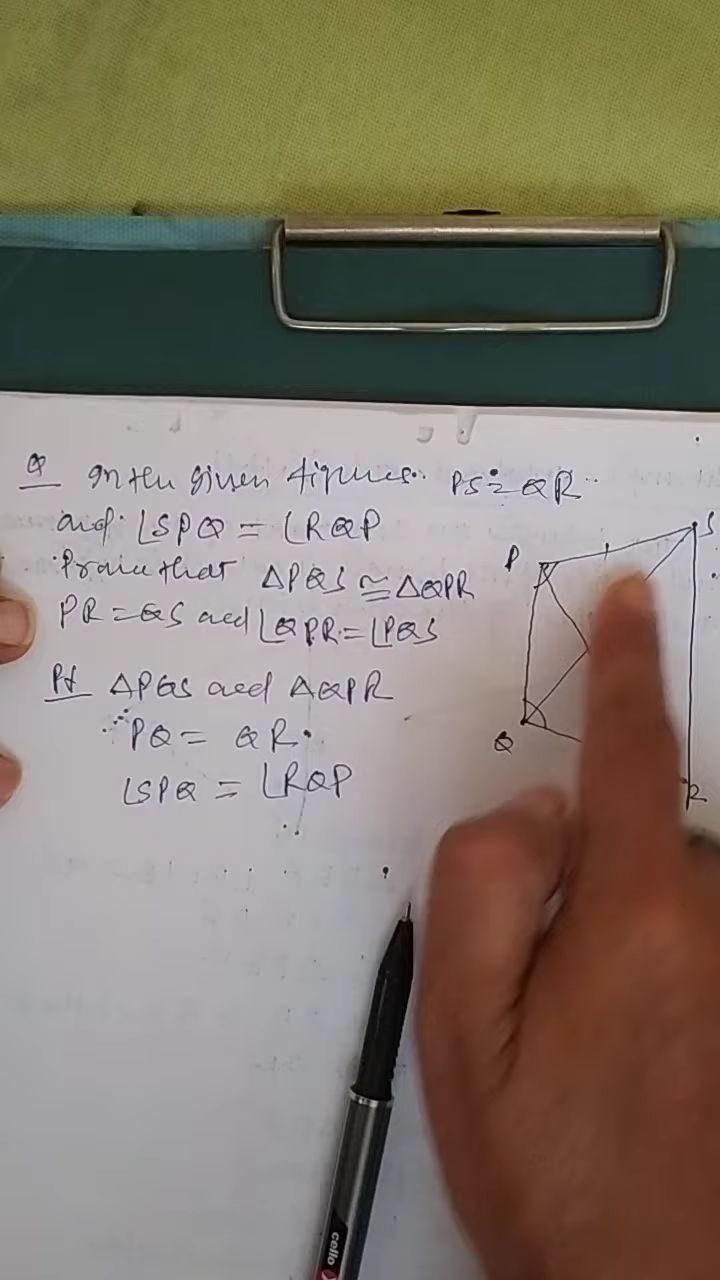 Q In the given figure. PS = QR
and ∠SPQ = ∠RQP
Prove that ΔPQS ≅ ΔQPR
PR = QS and ∠QPR = ∠PQS
Pf ΔPQS and ΔQPR
PQ = QR
∠SPQ = ∠RQP
P
S
Q
R
cello